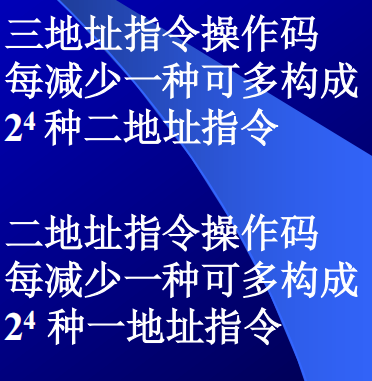 三地址指令操作码
每减少一种可多构成
2⁴ 种二地址指令
二地址指令操作码
每减少一种可多构成
2⁴ 种一地址指令